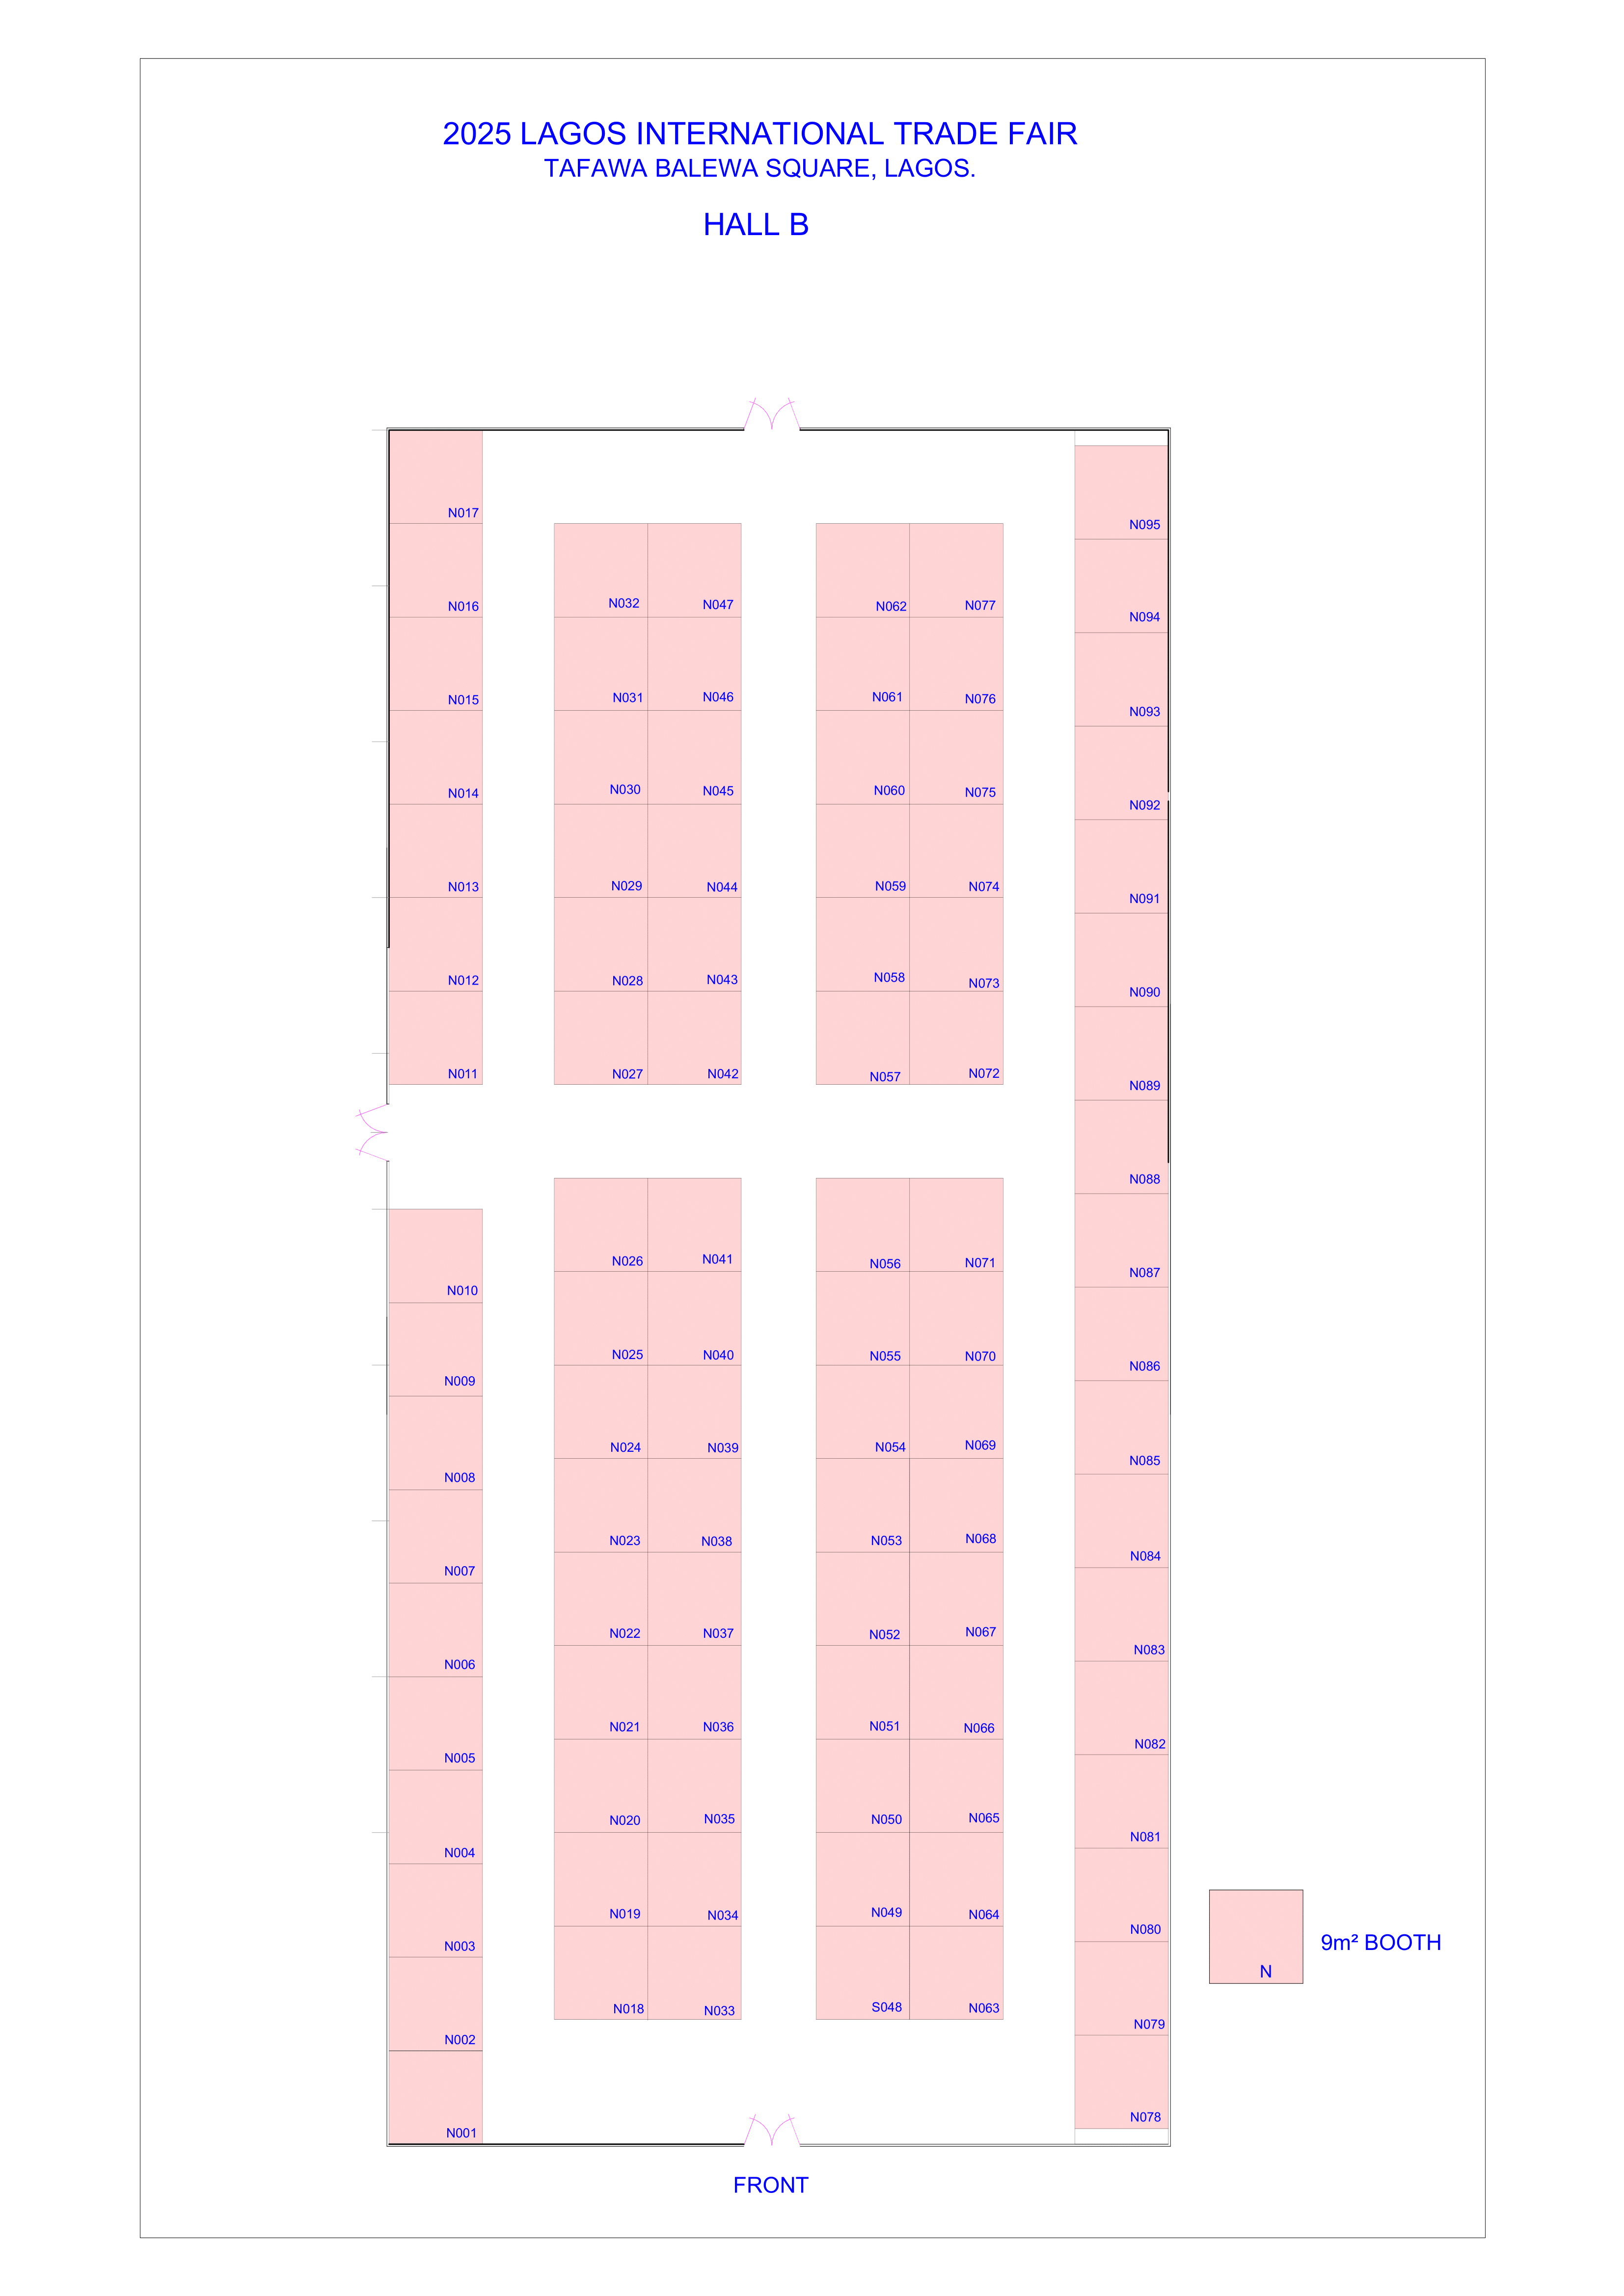 2025 LAGOS INTERNATIONAL TRADE FAIR
TAFAWA BALEWA SQUARE, LAGOS.
HALL B
N017
N095
N032 N047 N062 N077
N016
N094
N031 N046 N061 N076
N015
N093
N030 N045 N060 N075
N014
N092
N029 N044 N059 N074
N013
N091
N028 N043 N058 N073
N012
N090
N027 N042 N057 N072
N011
N089
N088
N026 N041 N056 N071
N087
N010
N025 N040 N055 N070
N086
N009
N024 N039 N054 N069
N085
N008
N023 N038 N053 N068
N084
N007
N022 N037 N052 N067
N083
N006
N021 N036 N051 N066
N082
N005
N020 N035 N050 N065
N081
N004
N019 N034 N049 N064
N080
9m² BOOTH
N003
N
N018 N033 S048 N063
N079
N002
N078
N001
FRONT